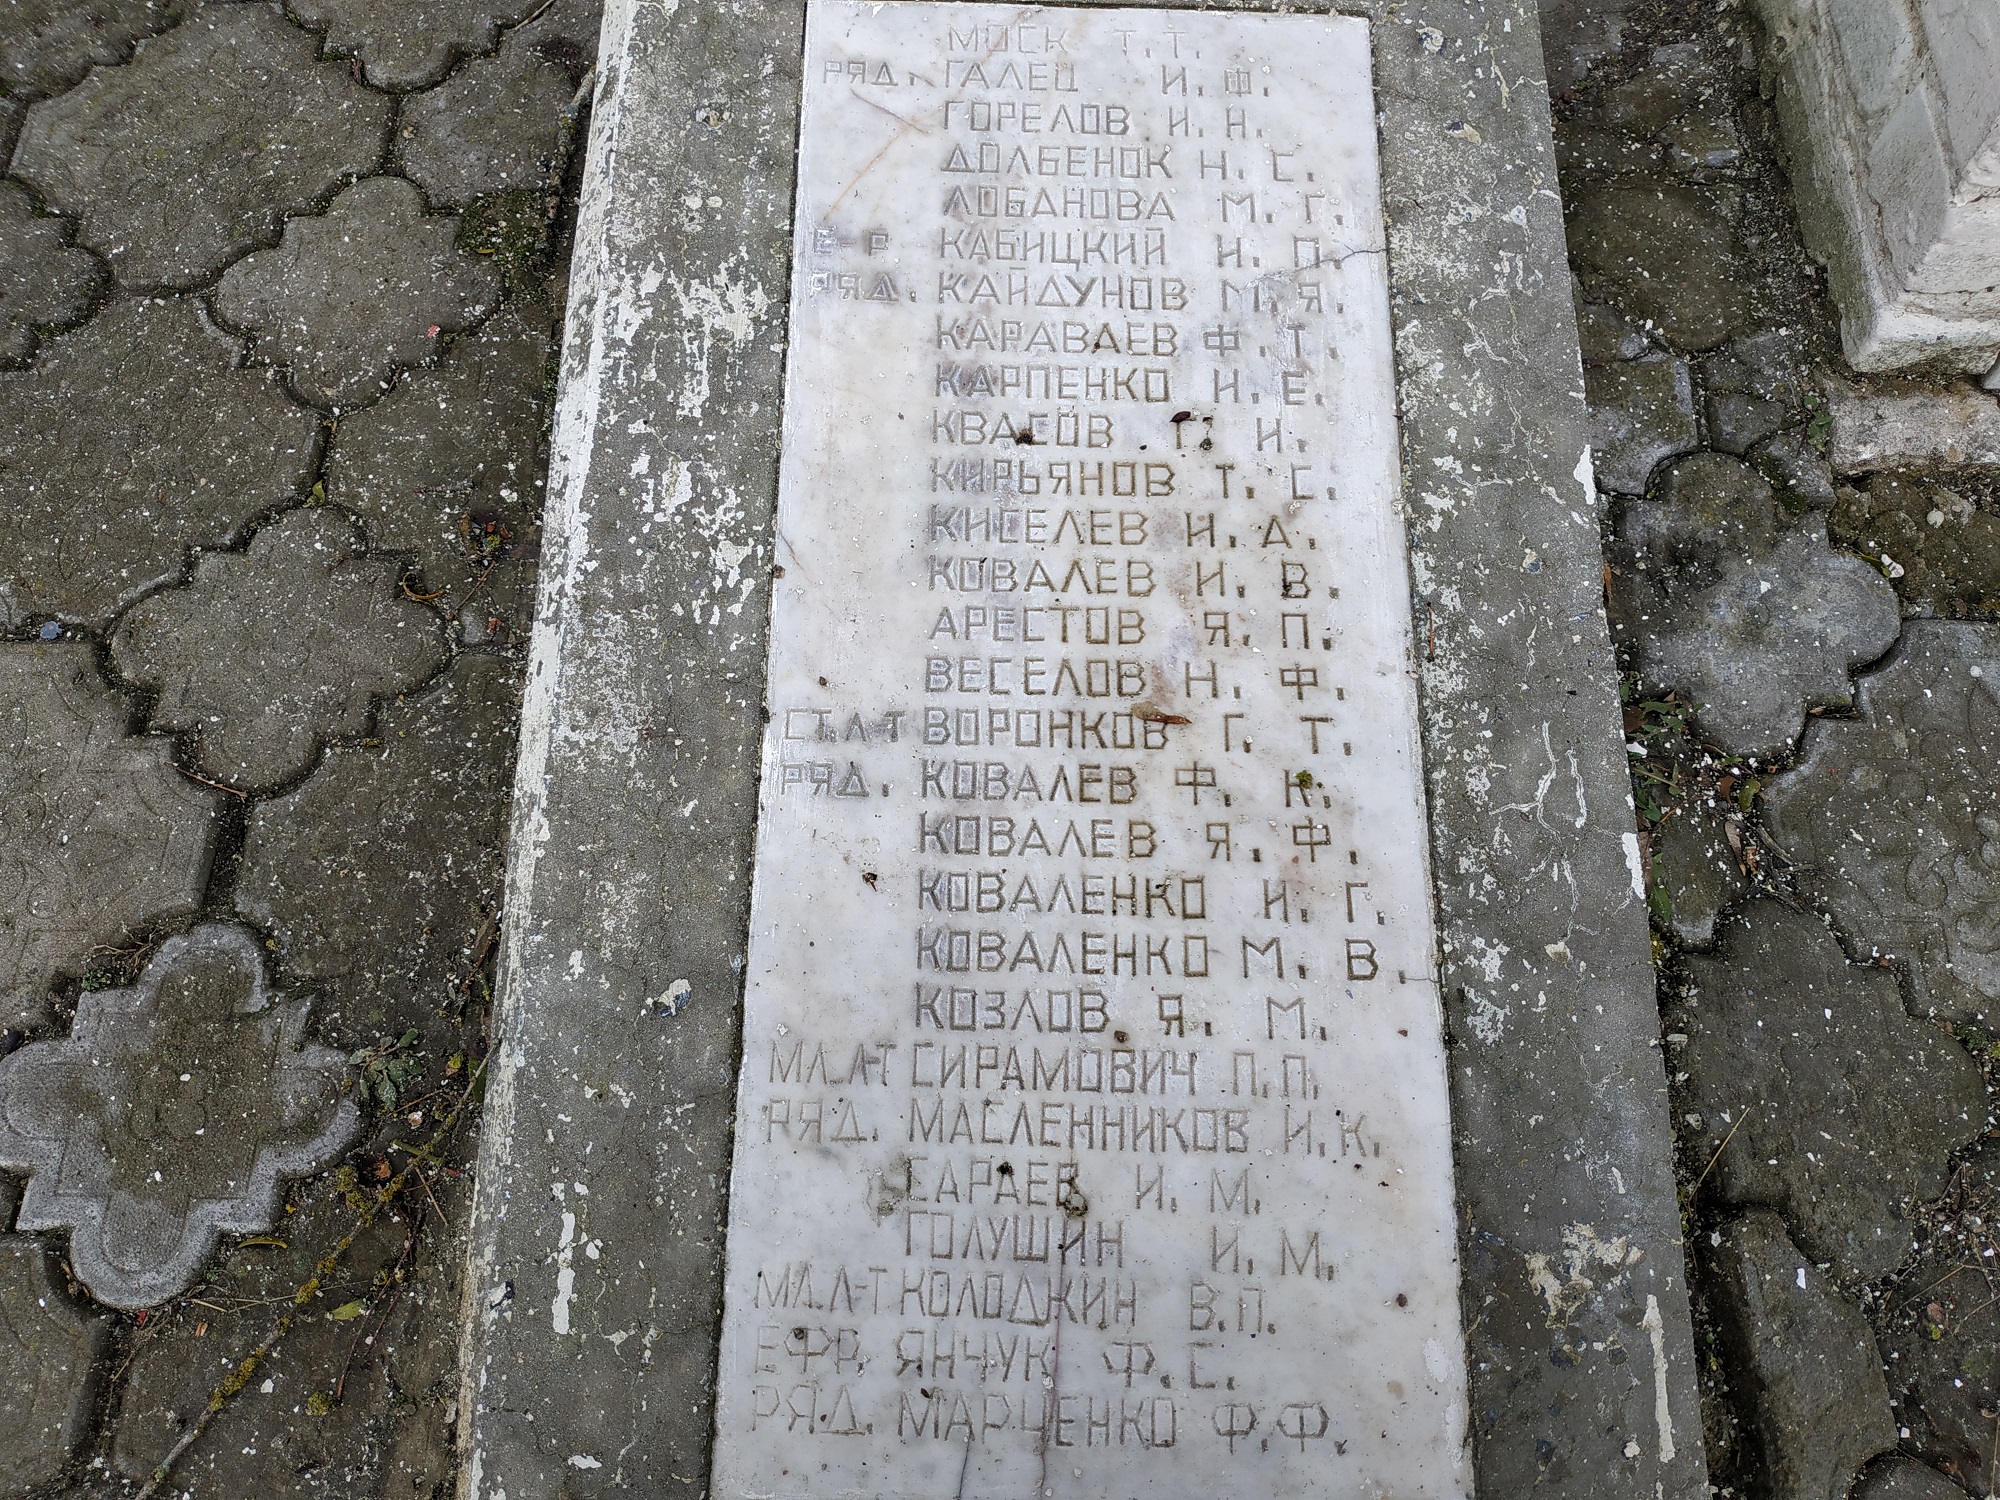 МОСК Т.Т.
РЯД. ГАЛЕЦ И.Ф.
ГОРЕЛОВ И.Н.
ДОЛБЕНОК Н.С.
ЛОБАНОВА М.Г.
Е-Р КАБИЦКИЙ И.П.
РЯД. КАЙДУНОВ М.Я.
КАРАВАЕВ Ф.Т.
КАРПЕНКО И.Е.
КВАСОВ Г. И.
КИРЬЯНОВ Т.С.
КИСЕЛЕВ И.А.
КОВАЛЕВ И.В.
АРЕСТОВ Я.П.
ВЕСЕЛОВ Н.Ф.
СТ.Л-Т ВОРОНКОВ Г.Т.
РЯД. КОВАЛЕВ Ф.К.
КОВАЛЕВ Я.Ф.
КОВАЛЕНКО И.Г.
КОВАЛЕНКО М.В.
КОЗЛОВ Я.М.
МЛ.Л-Т СИРАМОВИЧ П.П.
РЯД. МАСЛЕННИКОВ И.К.
САРАЕВ И.М.
ГОЛУШИН И.М.
МЛ.Л-Т КОЛОДКИН В.П.
ЕФР. ЯНЧУК Ф.С.
РЯД. МАРЧЕНКО Ф.Ф.